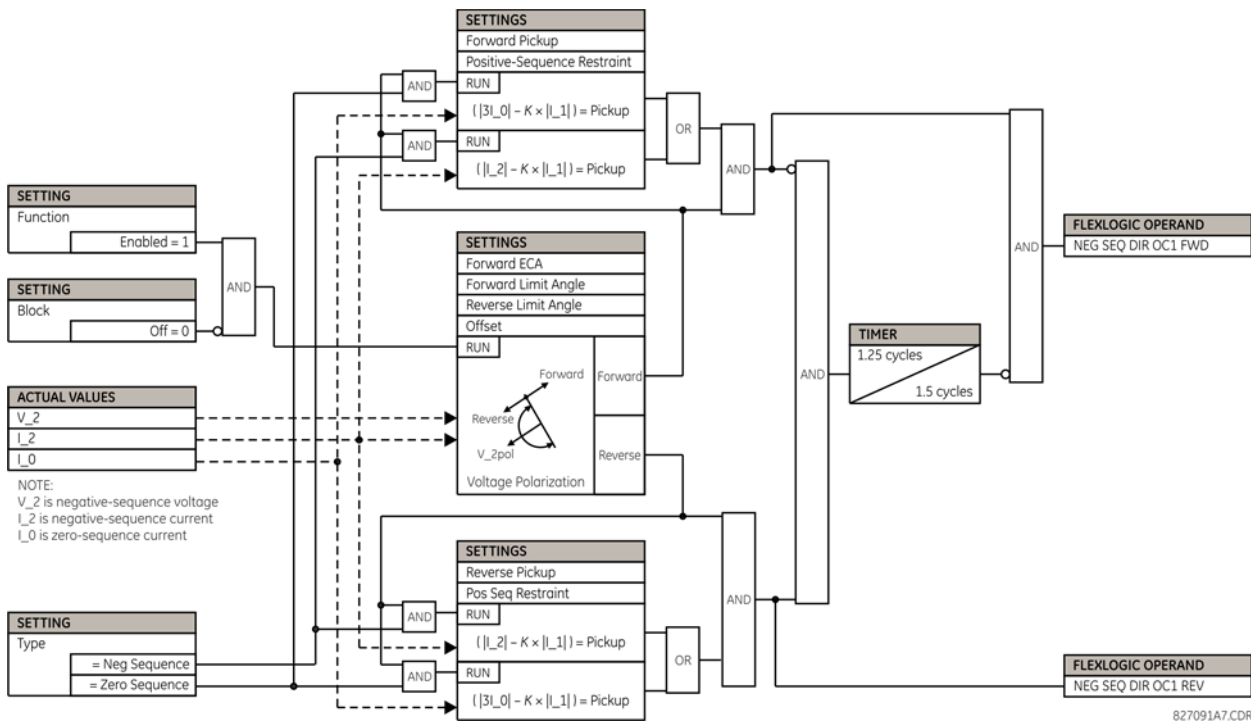 SETTINGS
Forward Pickup
Positive-Sequence Restraint
RUN
( |3I_0| – K × |I_1| ) = Pickup
RUN
( |I_2| – K × |I_1| ) = Pickup
AND
AND
OR
AND
SETTING
Function
Enabled = 1
SETTING
Block
Off = 0
AND
ACTUAL VALUES
V_2
I_2
I_0
NOTE:
V_2 is negative-sequence voltage
I_2 is negative-sequence current
I_0 is zero-sequence current
SETTING
Type
= Neg Sequence
= Zero Sequence
SETTINGS
Forward ECA
Forward Limit Angle
Reverse Limit Angle
Offset
RUN
Forward
Reverse
V_2pol
Voltage Polarization
Forward
Reverse
SETTINGS
Reverse Pickup
Pos Seq Restraint
RUN
( |I_2| – K × |I_1| ) = Pickup
RUN
( |3I_0| – K × |I_1| ) = Pickup
AND
AND
OR
AND
AND
TIMER
1.25 cycles
1.5 cycles
AND
FLEXLOGIC OPERAND
NEG SEQ DIR OC1 FWD
FLEXLOGIC OPERAND
NEG SEQ DIR OC1 REV
827091A7.CDR